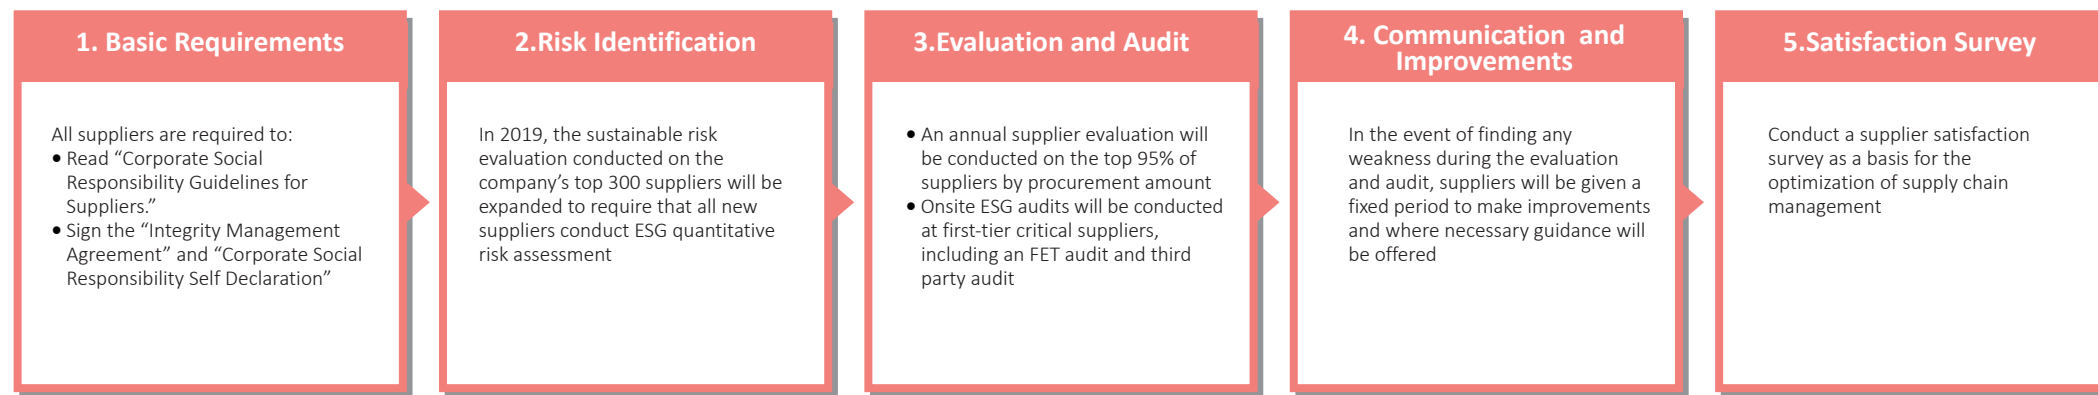 1. Basic Requirements
All suppliers are required to:
• Read “Corporate Social
Responsibility Guidelines for
Suppliers.”
• Sign the “Integrity Management
Agreement” and “Corporate Social
Responsibility Self Declaration”
2.Risk Identification
In 2019, the sustainable risk
evaluation conducted on the
company’s top 300 suppliers will be
expanded to require that all new
suppliers conduct ESG quantitative
risk assessment
3.Evaluation and Audit
• An annual supplier evaluation will
be conducted on the top 95% of
suppliers by procurement amount
• Onsite ESG audits will be conducted
at first-tier critical suppliers,
including an FET audit and third
party audit
4. Communication and
Improvements
In the event of finding any
weakness during the evaluation
and audit, suppliers will be given a
fixed period to make improvements
and where necessary guidance will
be offered
5.Satisfaction Survey
Conduct a supplier satisfaction
survey as a basis for the
optimization of supply chain
management